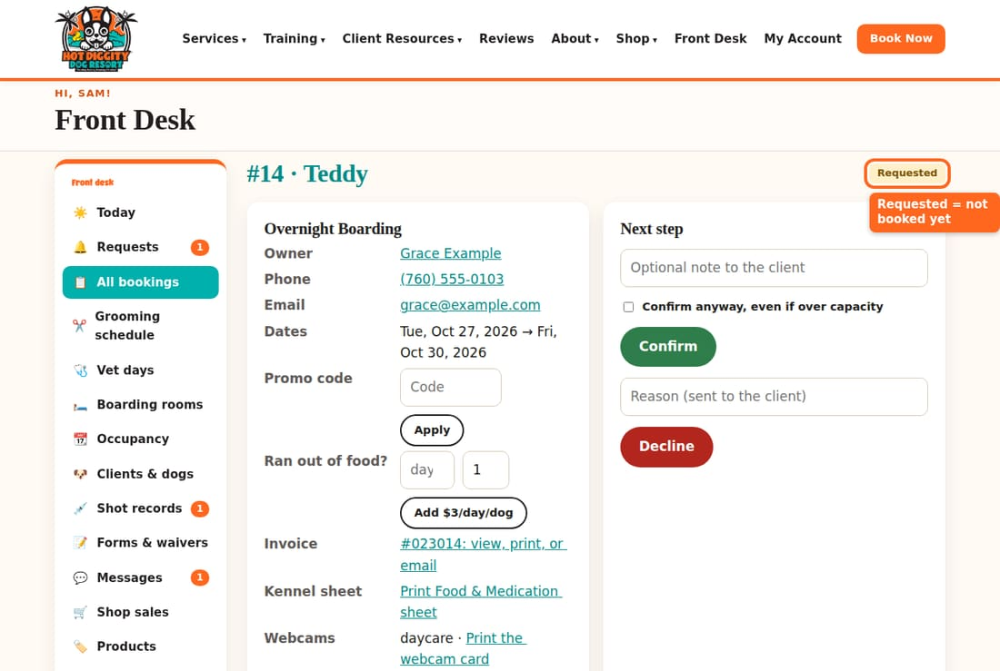 HOT DIGGITY
DOG RESORT
Services ▾
Training ▾
Client Resources ▾
Reviews
About ▾
Shop ▾
Front Desk
My Account
Book Now
HI, SAM!
Front Desk
Front desk
Today
Requests 1
All bookings
Grooming
schedule
Vet days
Boarding rooms
Occupancy
Clients & dogs
Shot records 1
Forms & waivers
Messages 1
Shop sales
Products
#14 · Teddy
Requested
Requested = not
booked yet
Overnight Boarding
Owner Grace Example
Phone (760) 555-0103
Email grace@example.com
Dates Tue, Oct 27, 2026 → Fri,
Oct 30, 2026
Promo code Code
Apply
Ran out of food? day 1
Add $3/day/dog
Invoice #023014: view, print, or
email
Kennel sheet Print Food & Medication
sheet
Webcams daycare · Print the
webcam card
Next step
Optional note to the client
Confirm anyway, even if over capacity
Confirm
Reason (sent to the client)
Decline